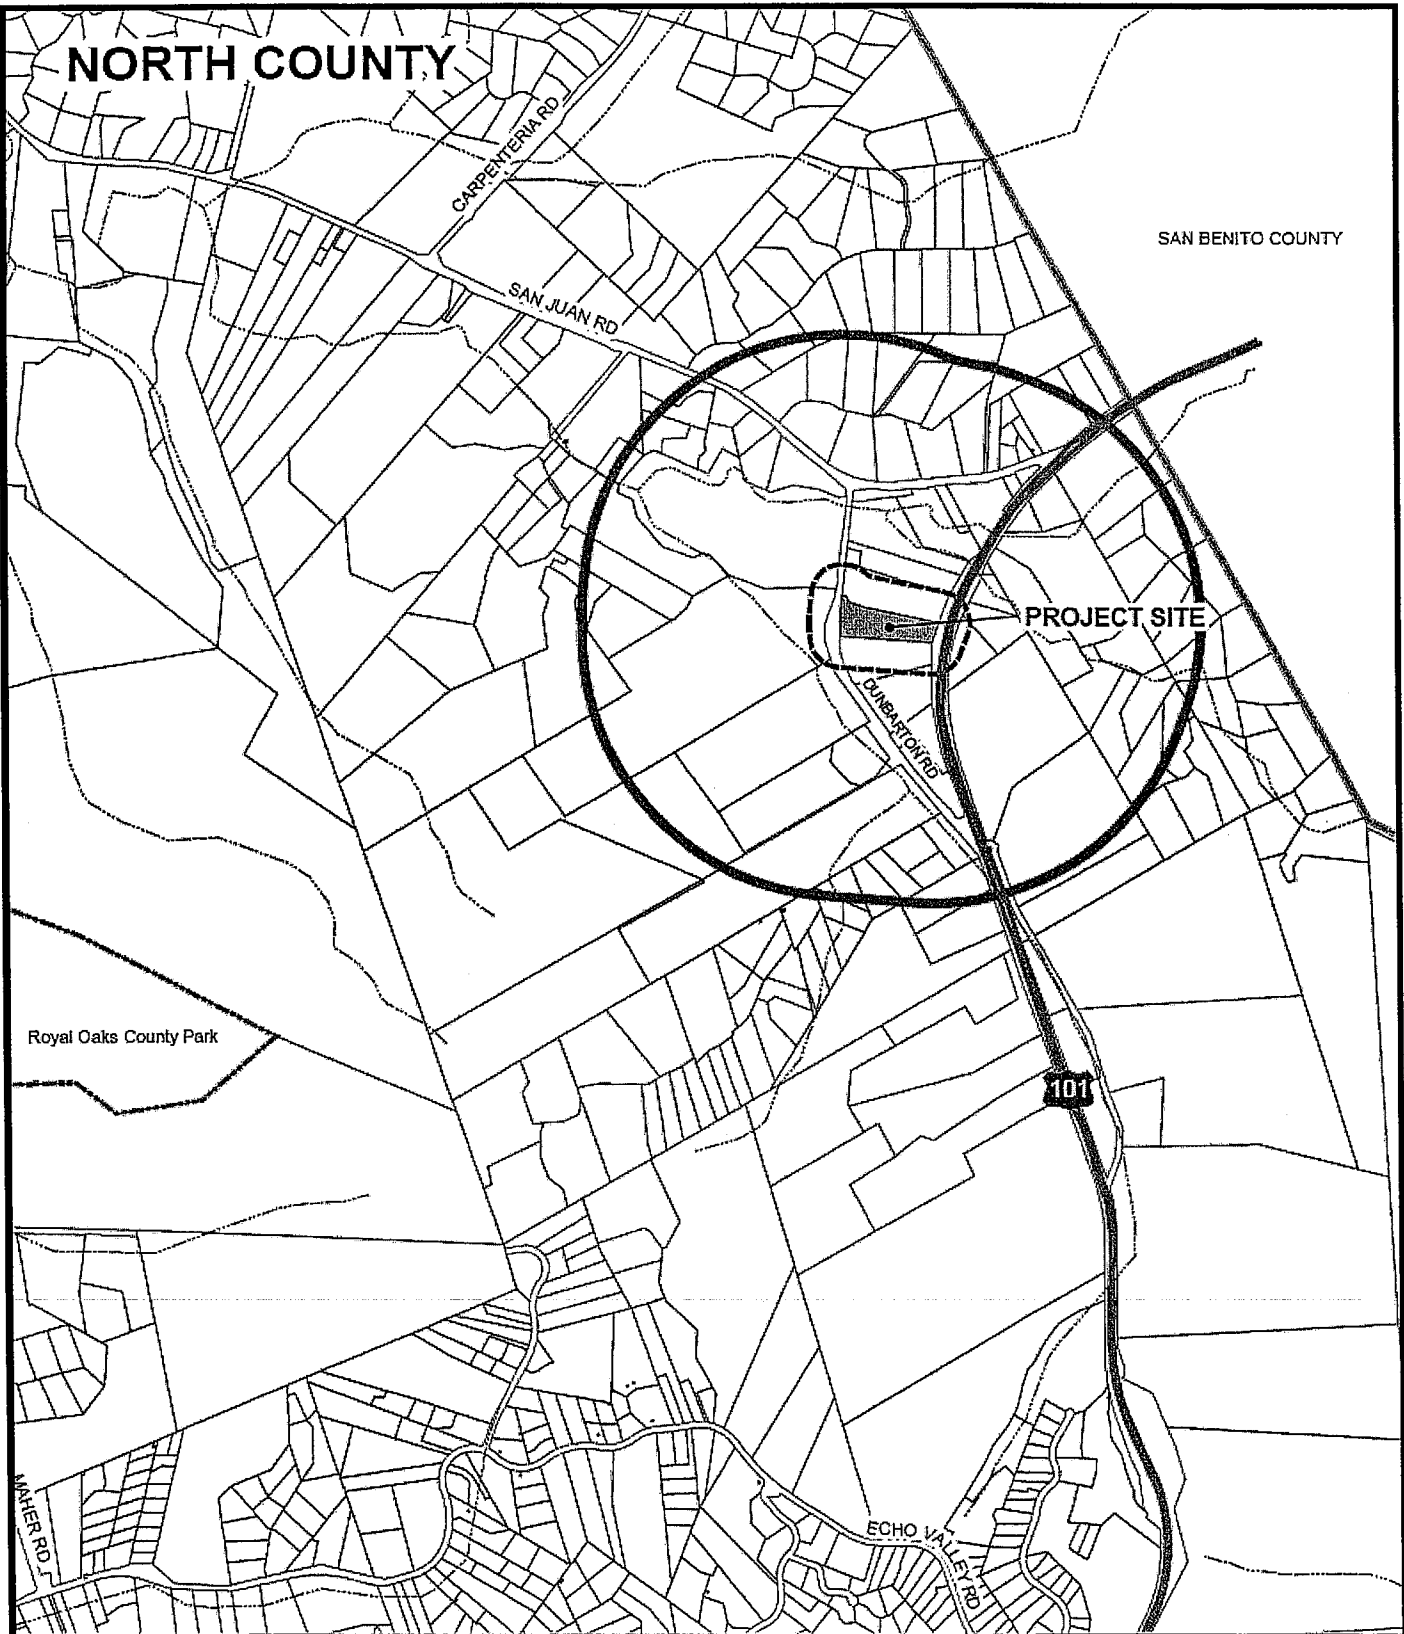 NORTH COUNTY
CARPENTERIA RD
SAN BENITO COUNTY
SAN JUAN RD
PROJECT SITE
DUNBARTON RD
Royal Oaks County Park
101
MAHER RD
ECHO VALLEY RD